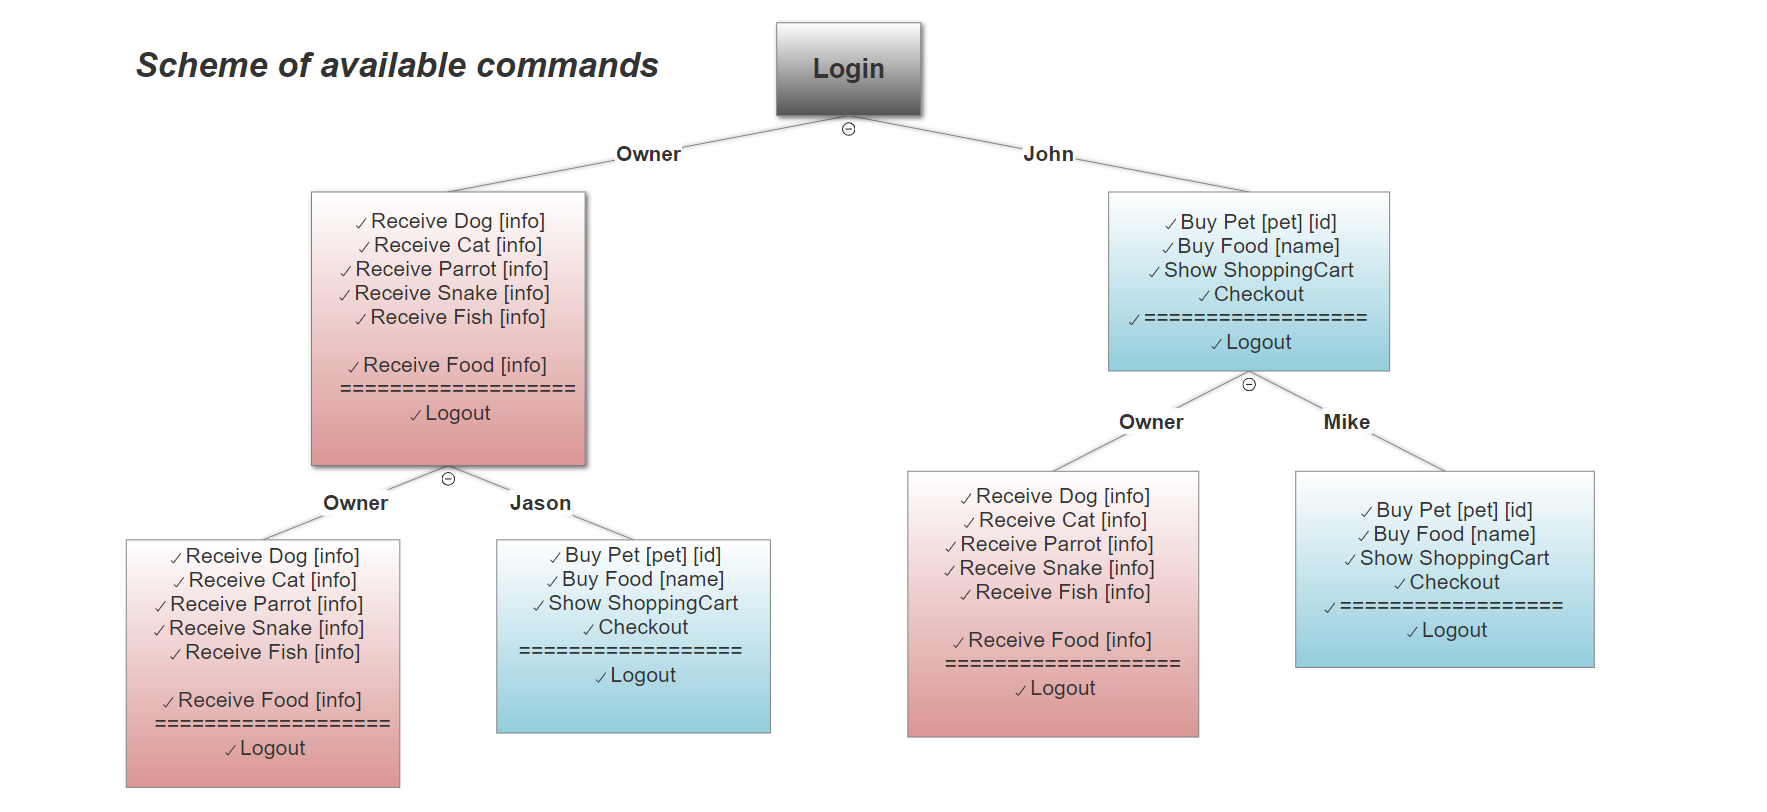 Scheme of available commands
Login
Owner
John
✓Receive Dog [info]
✓Receive Cat [info]
✓Receive Parrot [info]
✓Receive Snake [info]
✓Receive Fish [info]
✓Receive Food [info]
===================
✓Logout
✓Buy Pet [pet] [id]
✓Buy Food [name]
✓Show ShoppingCart
✓Checkout
✓==================
✓Logout
Owner
Jason
Owner
Mike
✓Receive Dog [info]
✓Receive Cat [info]
✓Receive Parrot [info]
✓Receive Snake [info]
✓Receive Fish [info]
✓Receive Food [info]
===================
✓Logout
✓Buy Pet [pet] [id]
✓Buy Food [name]
✓Show ShoppingCart
✓Checkout
==================
✓Logout
✓Receive Dog [info]
✓Receive Cat [info]
✓Receive Parrot [info]
✓Receive Snake [info]
✓Receive Fish [info]
✓Receive Food [info]
===================
✓Logout
✓Buy Pet [pet] [id]
✓Buy Food [name]
✓Show ShoppingCart
✓Checkout
✓==================
✓Logout